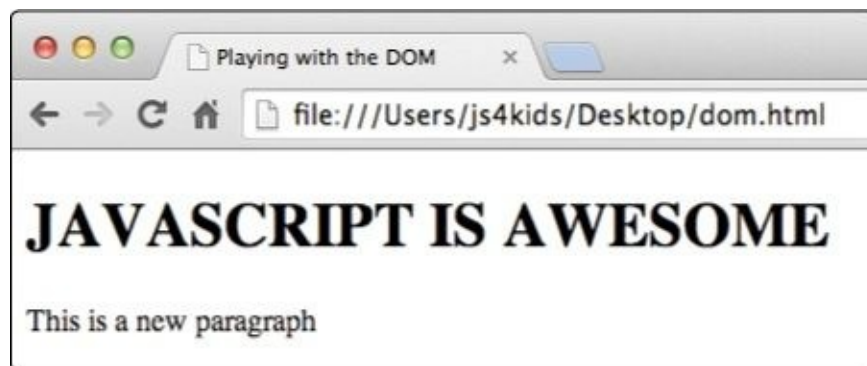 Playing with the DOM
file:///Users/js4kids/Desktop/dom.html
JAVASCRIPT IS AWESOME
This is a new paragraph